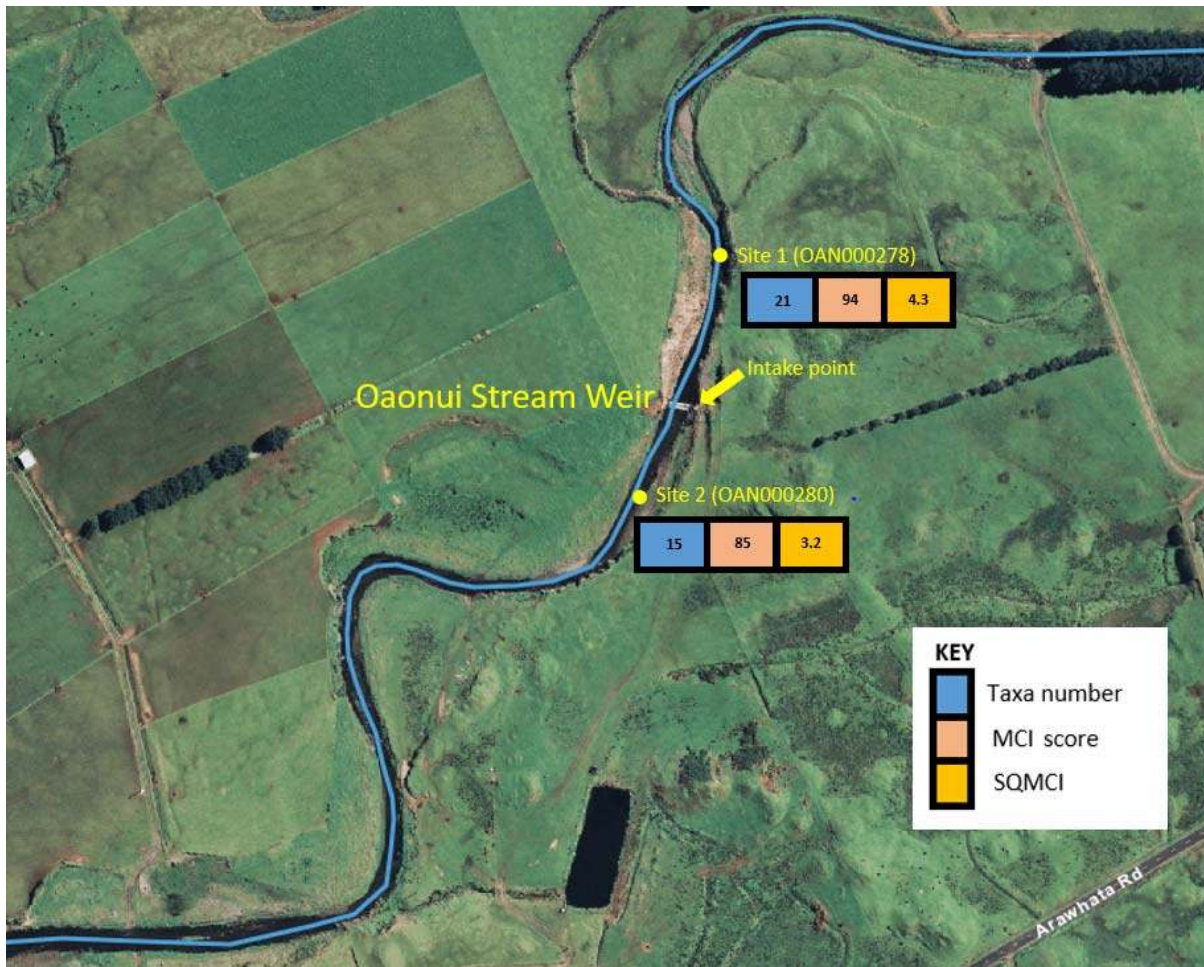 Site 1 (OAN000278)
21 94 4.3
Intake point
Oaonui Stream Weir
Site 2 (OAN000280)
15 85 3.2
KEY
Taxa number
MCI score
SQMCI
Arawhata Rd